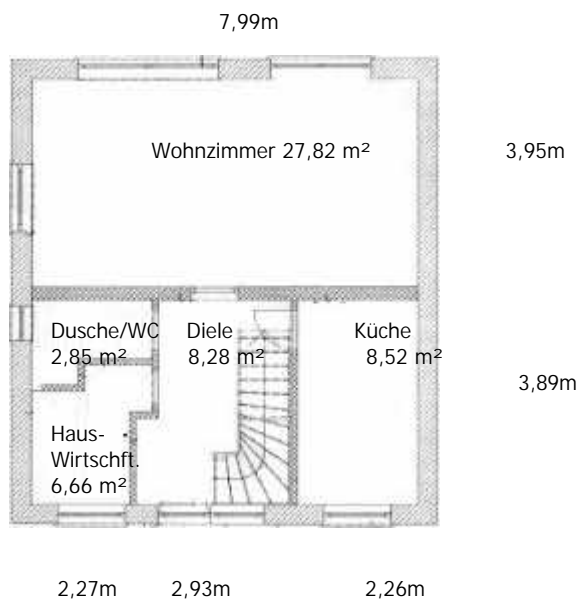 7,99m
Wohnzimmer 27,82 m²
3,95m
Dusche/WC
2,85 m²
Diele
8,28 m²
Küche
8,52 m²
3,89m
Haus-
Wirtschft.
6,66 m²
2,27m
2,93m
2,26m